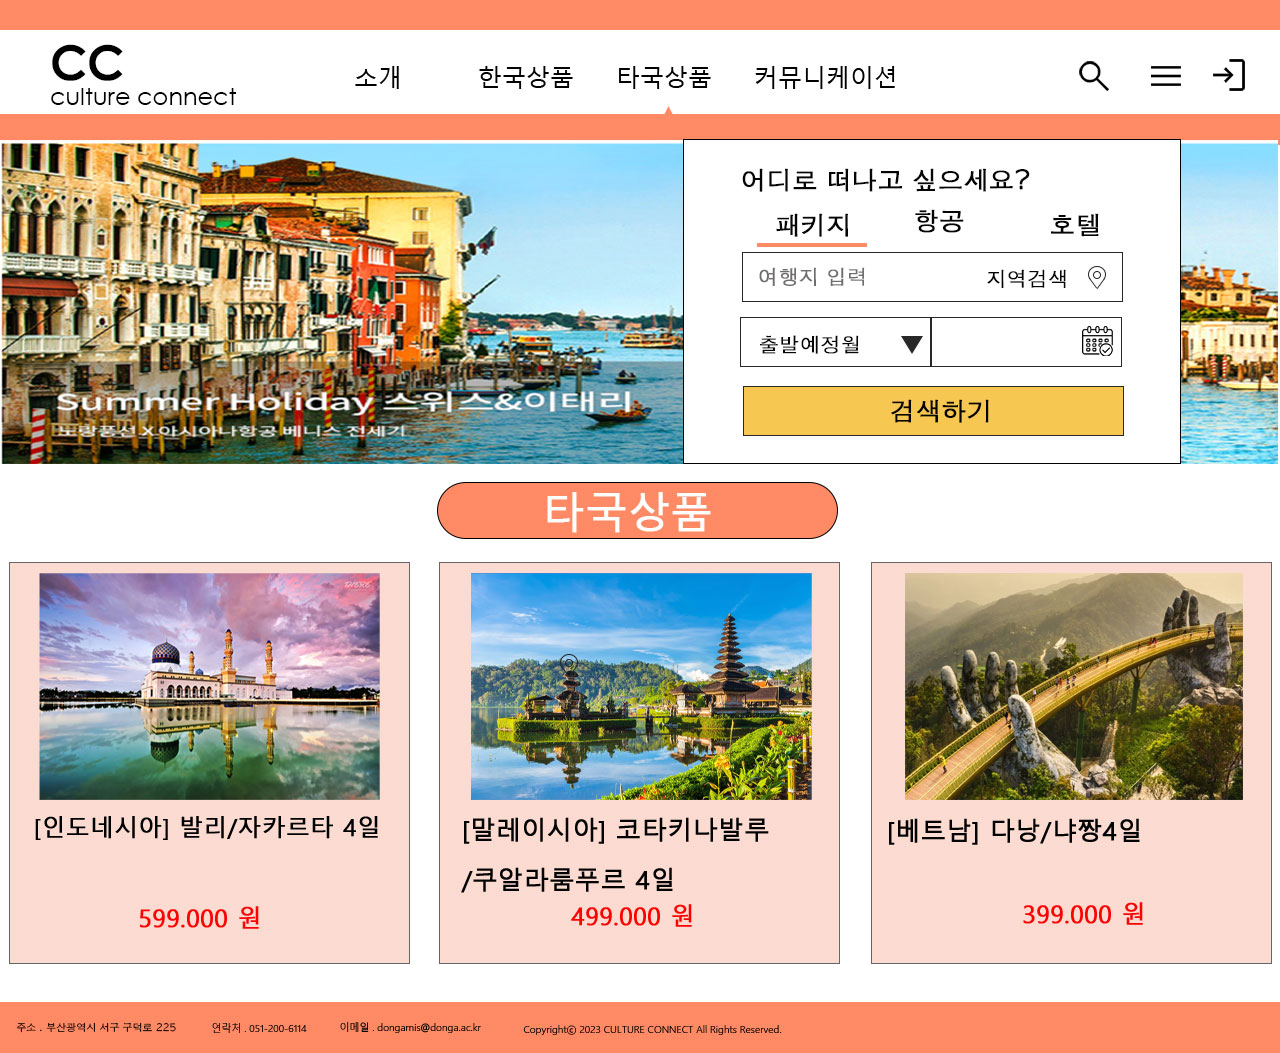 CC
culture connect
소개
한국상품
타국상품
커뮤니케이션
어디로 떠나고 싶으세요?
패키지
항공
호텔
여행지 입력
지역검색
출발예정월
검색하기
Summer Holiday 스위스&이태리
노랑풍선 X 아시아나항공 베니스 전세기
타국상품
[인도네시아] 발리/자카르타 4일
599.000 원
[말레이시아] 코타키나발루
/쿠알라룸푸르 4일
499.000 원
[베트남] 다낭/냐짱4일
399.000 원
주소 . 부산광역시 서구 구덕로 225
연락처 . 051-200-6114
이메일 . dongamis@donga.ac.kr
Copyright© 2023 CULTURE CONNECT All Rights Reserved.